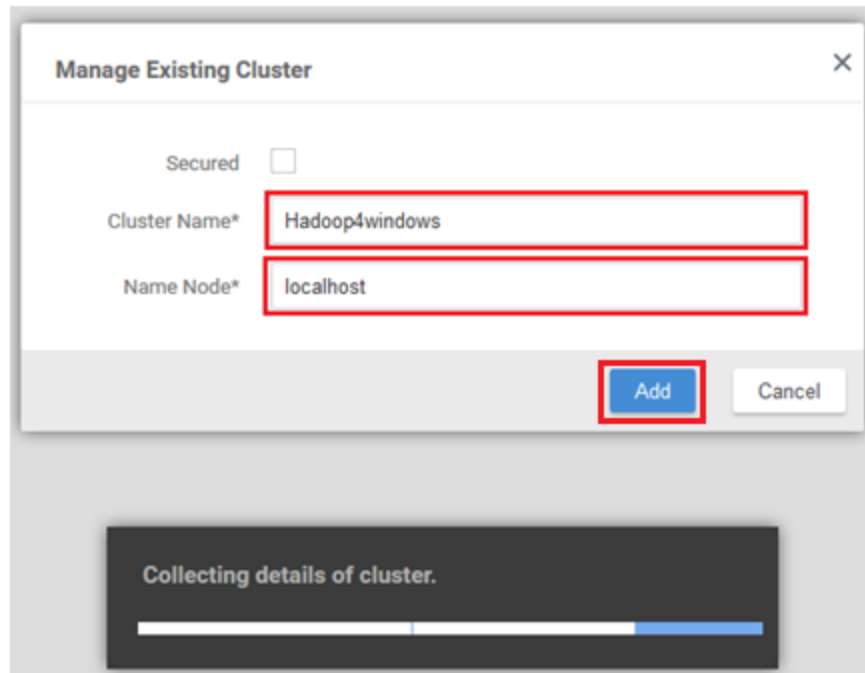 Manage Existing Cluster
Secured
Cluster Name* Hadoop4windows
Name Node* localhost
Add Cancel
Collecting details of cluster.